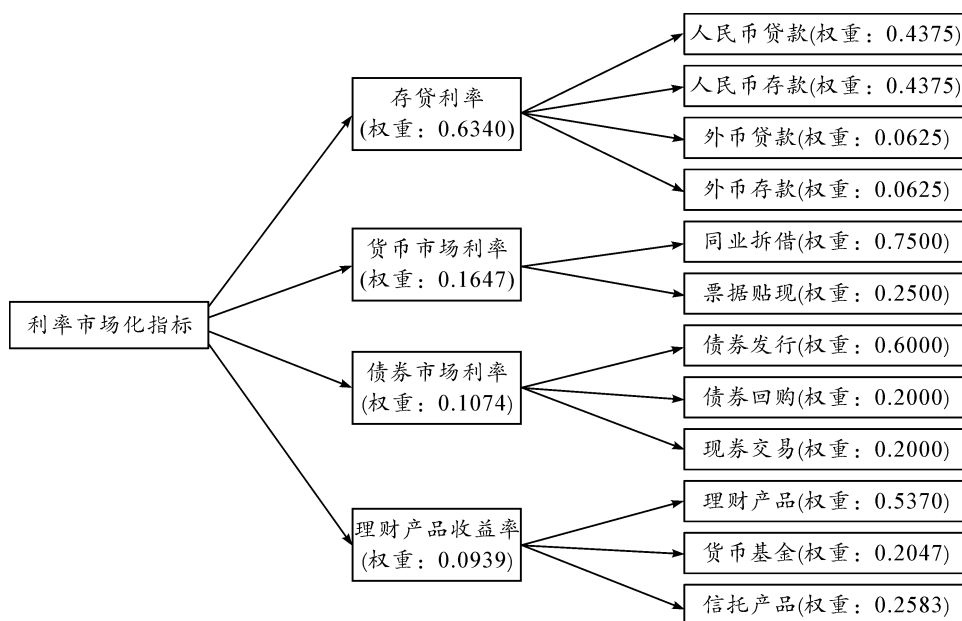 利率市场化指标
存贷利率
(权重：0.6340)
人民币贷款(权重：0.4375)
人民币存款(权重：0.4375)
外币贷款(权重：0.0625)
外币存款(权重：0.0625)
货币市场利率
(权重：0.1647)
同业拆借(权重：0.7500)
票据贴现(权重：0.2500)
债券市场利率
(权重：0.1074)
债券发行(权重：0.6000)
债券回购(权重：0.2000)
现券交易(权重：0.2000)
理财产品收益率
(权重：0.0939)
理财产品(权重：0.5370)
货币基金(权重：0.2047)
信托产品(权重：0.2583)